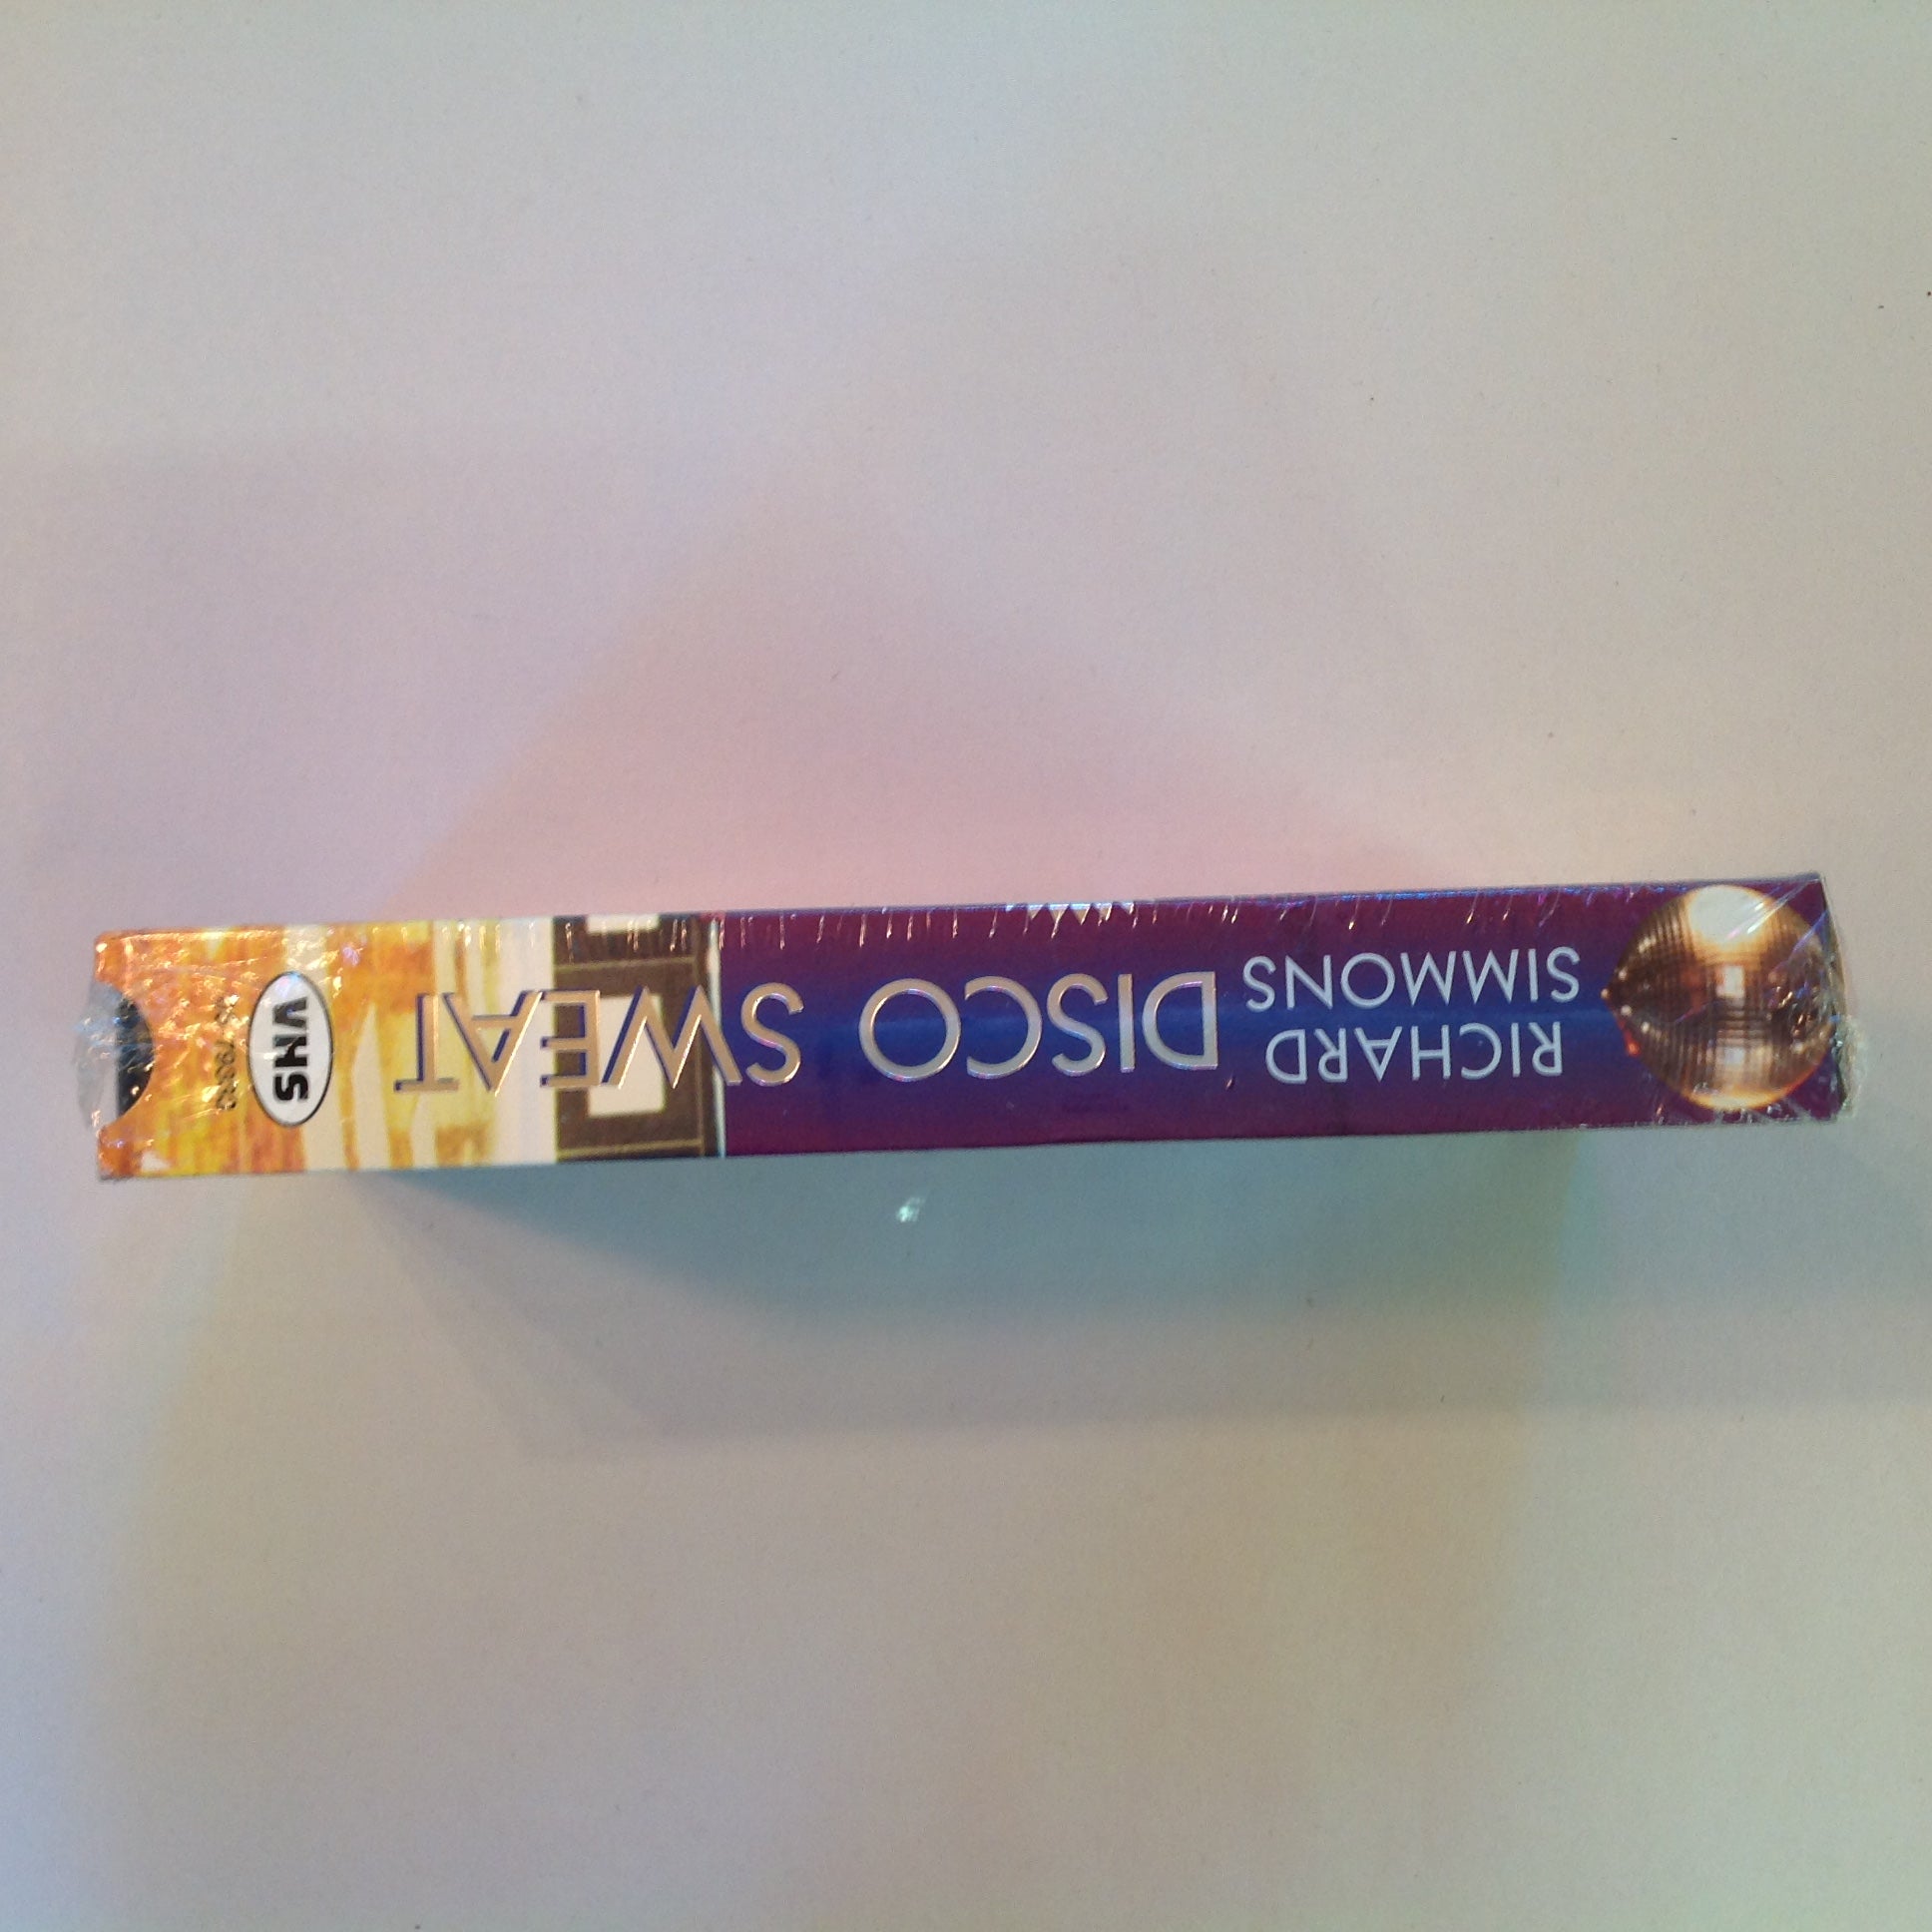 RICHARD
SIMMONS
DISCO SWEAT
VHS